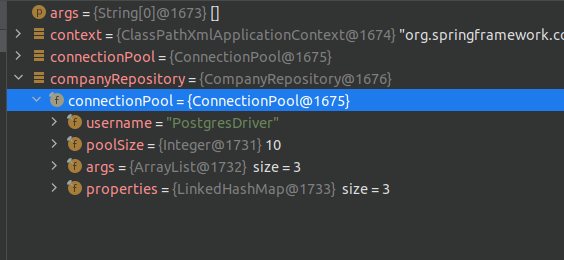 args = {String[0]@1673} []
context = {ClassPathXmlApplicationContext@1674} "org.springframework.co
connectionPool = {ConnectionPool@1675}
companyRepository = {CompanyRepository@1676}
connectionPool = {ConnectionPool@1675}
username = "PostgresDriver"
poolSize = {Integer@1731} 10
args = {ArrayList@1732} size = 3
properties = {LinkedHashMap@1733} size = 3